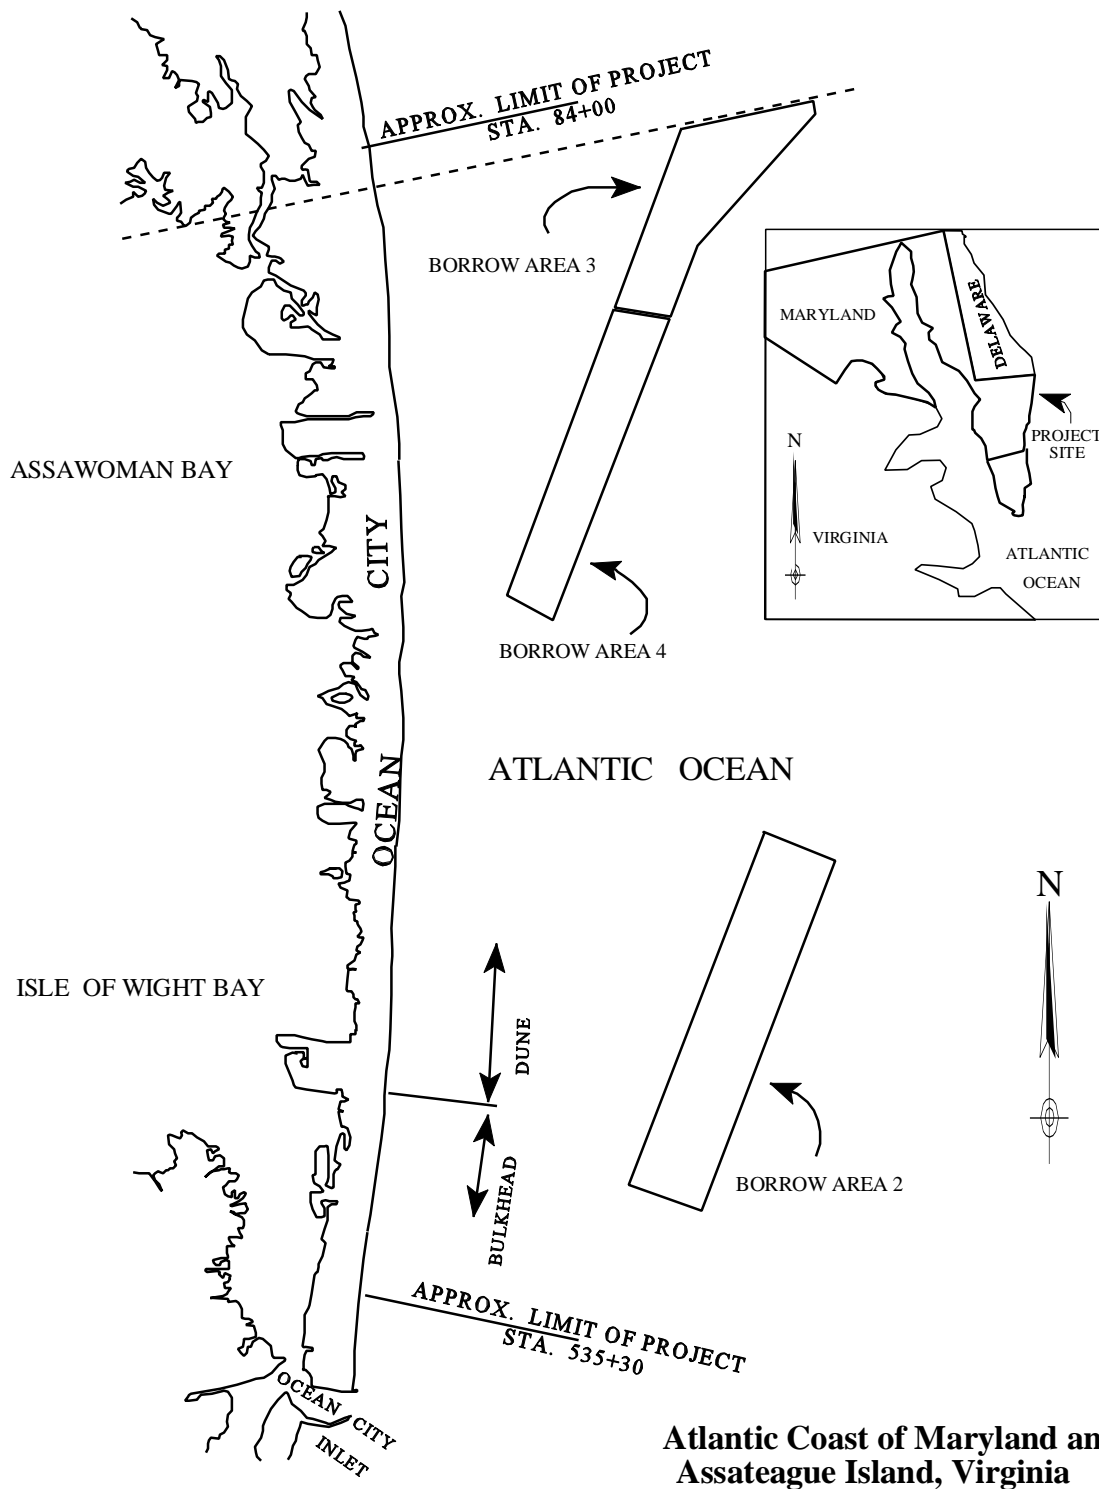 APPROX. LIMIT OF PROJECT
STA. 84+00
BORROW AREA 3
MARYLAND
DELAWARE
PROJECT
SITE
N
VIRGINIA
ATLANTIC
OCEAN
ASSAWOMAN BAY
OCEAN CITY
BORROW AREA 4
ATLANTIC OCEAN
N
ISLE OF WIGHT BAY
DUNE
BULKHEAD
BORROW AREA 2
APPROX. LIMIT OF PROJECT
STA. 535+30
OCEAN CITY
INLET
Atlantic Coast of Maryland an
Assateague Island, Virginia